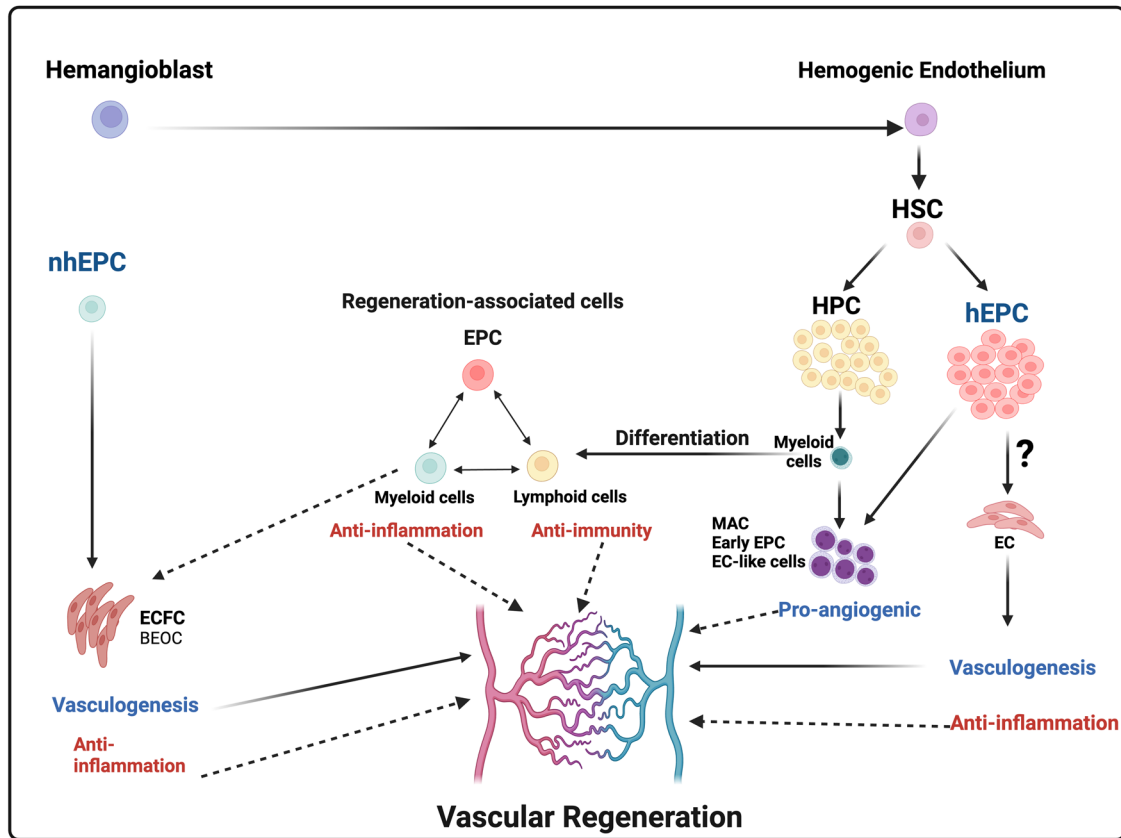 Hemangioblast
Hemogenic Endothelium
HSC
nhEPC
Regeneration-associated cells
EPC
HPC
hEPC
Differentiation
Myeloid
cells
?
Myeloid cells
Lymphoid cells
Anti-inflammation
Anti-immunity
MAC
Early EPC
EC-like cells
EC
ECFC
BEOC
Pro-angiogenic
Vasculogenesis
Vasculogenesis
Anti-
inflammation
Anti-inflammation
Vascular Regeneration